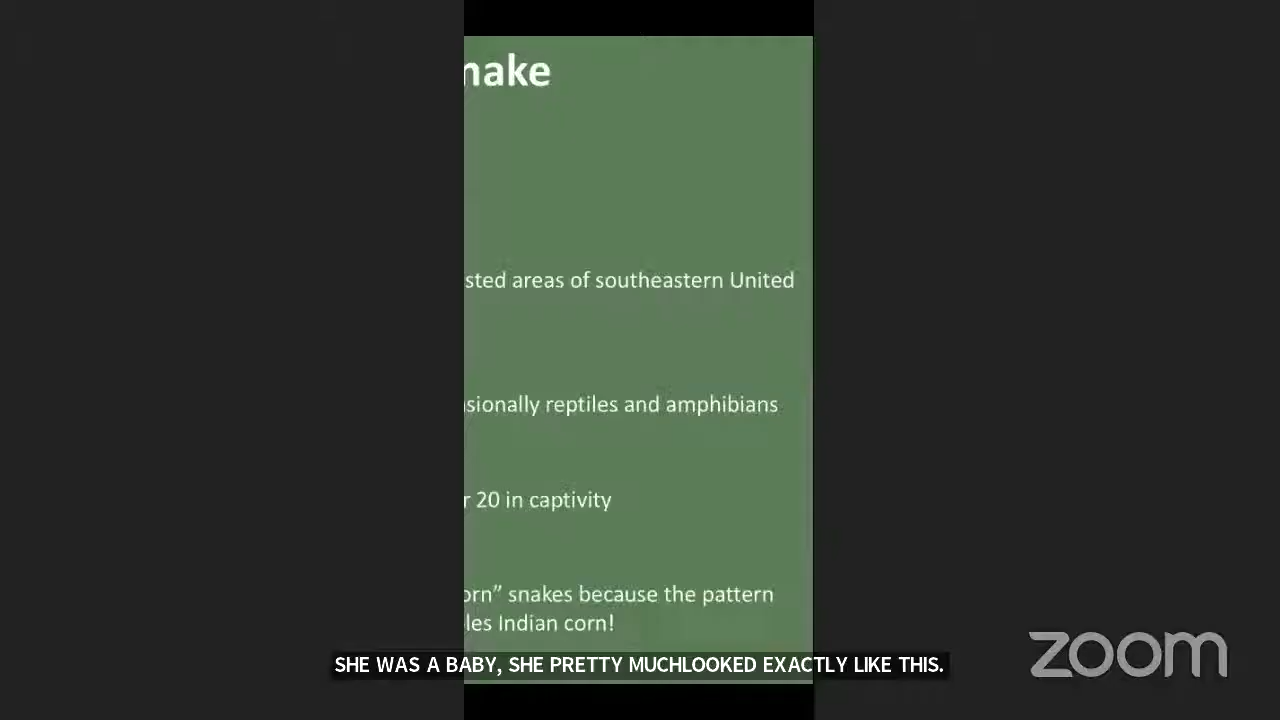 nake
sted areas of southeastern United
sionally reptiles and amphibians
r 20 in captivity
orn” snakes because the pattern
les Indian corn!
SHE WAS A BABY, SHE PRETTY MUCHLOOKED EXACTLY LIKE THIS.
zoom